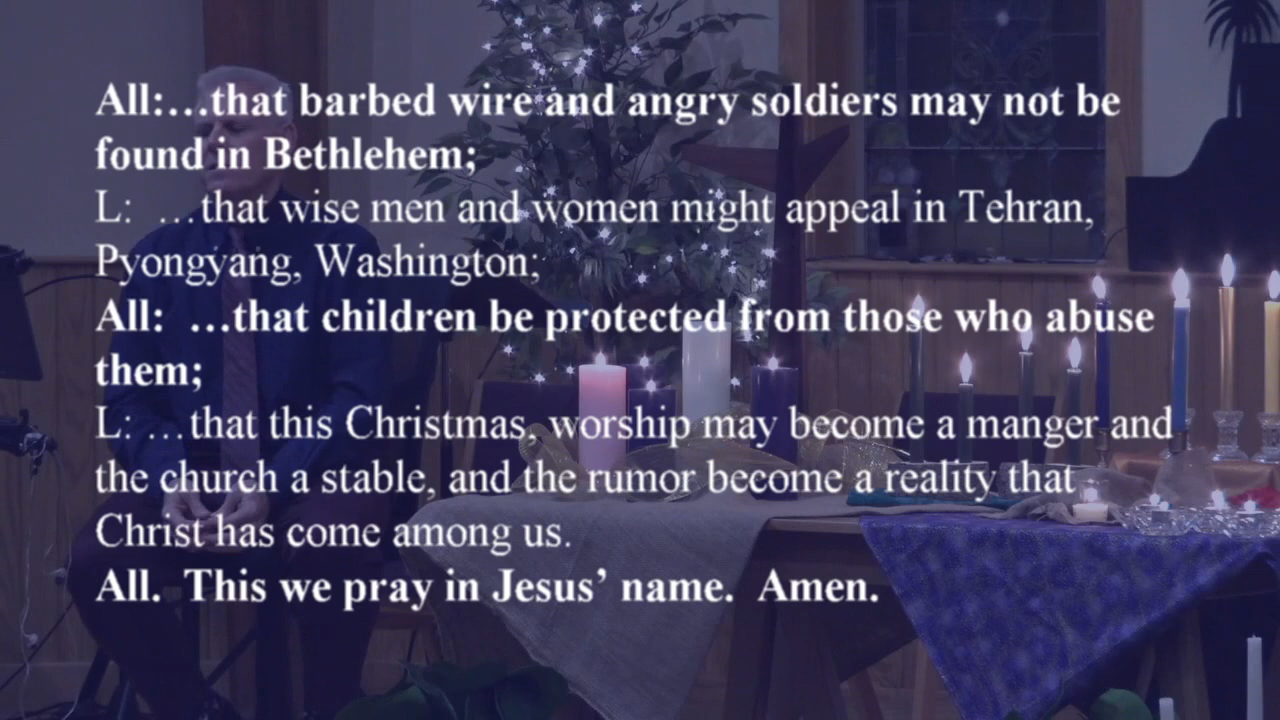 All:…that barbed wire and angry soldiers may not be
found in Bethlehem;
L:  …that wise men and women might appeal in Tehran,
Pyongyang, Washington;
All:  …that children be protected from those who abuse
them;
L: …that this Christmas, worship may become a manger and
the church a stable, and the rumor become a reality that
Christ has come among us.
All.  This we pray in Jesus’ name.  Amen.